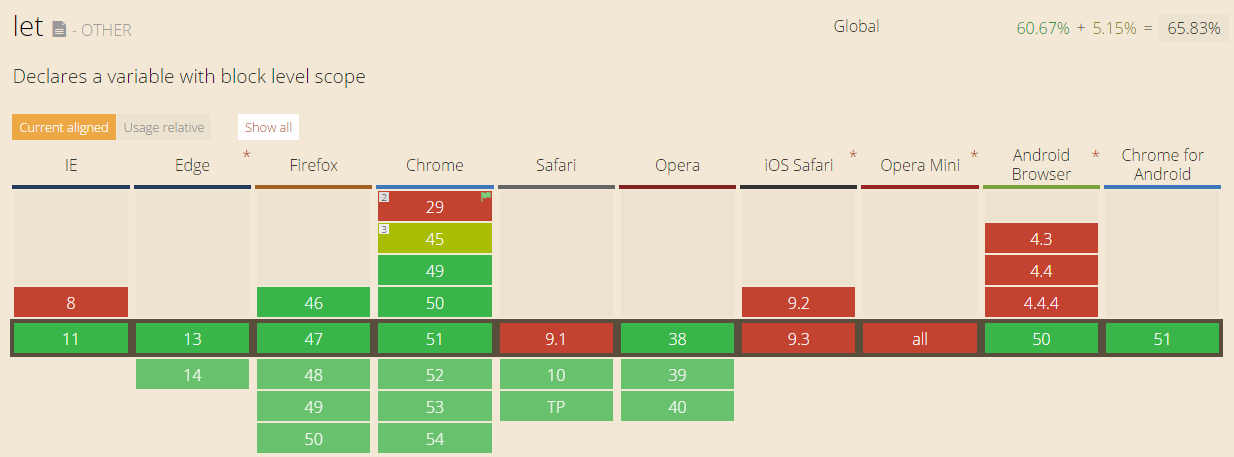 let - OTHER Global 60.67% + 5.15% = 65.83%
Declares a variable with block level scope
Current aligned Usage relative Show all
IE Edge * Firefox Chrome Safari Opera iOS Safari * Opera Mini * Android Browser * Chrome for Android
2 29
3 45 4.3
49 4.4
8 46 50 9.2 4.4.4
11 13 47 51 9.1 38 9.3 all 50 51
14 48 52 10 39
49 53 TP 40
50 54